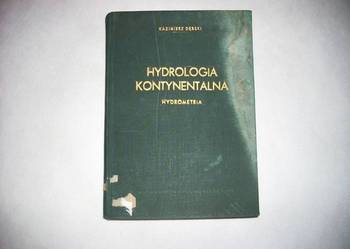 KAZIMIERZ DĘBSKI
HYDROLOGIA
KONTYNENTALNA
HYDROMETRIA